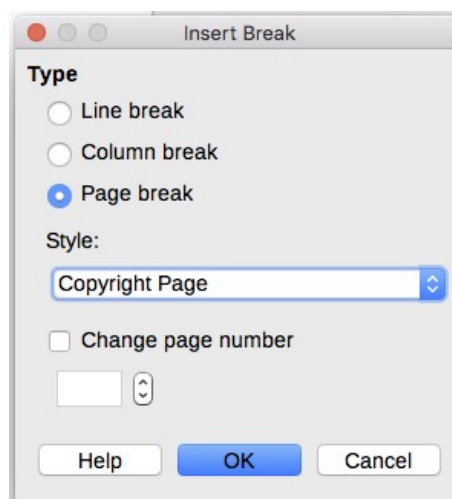 Insert Break
Type
Line break
Column break
Page break
Style:
Copyright Page
Change page number
Help OK Cancel